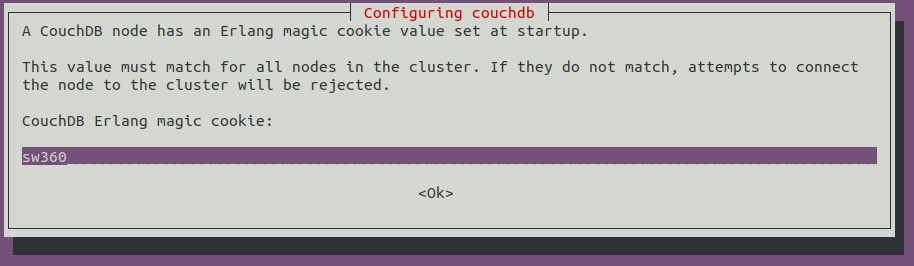 Configuring couchdb
A CouchDB node has an Erlang magic cookie value set at startup.
This value must match for all nodes in the cluster. If they do not match, attempts to connect
the node to the cluster will be rejected.
CouchDB Erlang magic cookie:
sw360
<Ok>